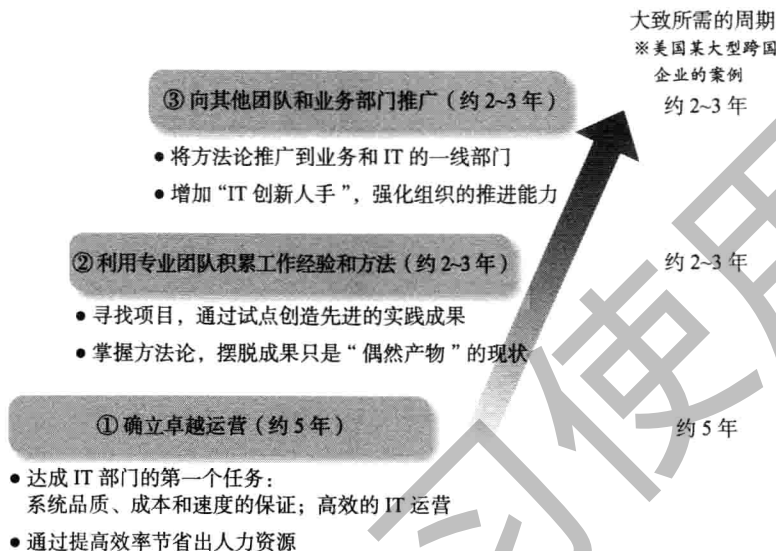 大致所需的周期
※美国某大型跨国
企业的案例
③ 向其他团队和业务部门推广（约 2~3 年） 约 2~3 年
● 将方法论推广到业务和 IT 的一线部门
● 增加“IT 创新人手”，强化组织的推进能力
② 利用专业团队积累工作经验和方法（约 2~3 年） 约 2~3 年
● 寻找项目，通过试点创造先进的实践成果
● 掌握方法论，摆脱成果只是“偶然产物”的现状
① 确立卓越运营（约 5 年） 约 5 年
● 达成 IT 部门的第一个任务：
系统品质、成本和速度的保证；高效的 IT 运营
● 通过提高效率节省出人力资源
习使用